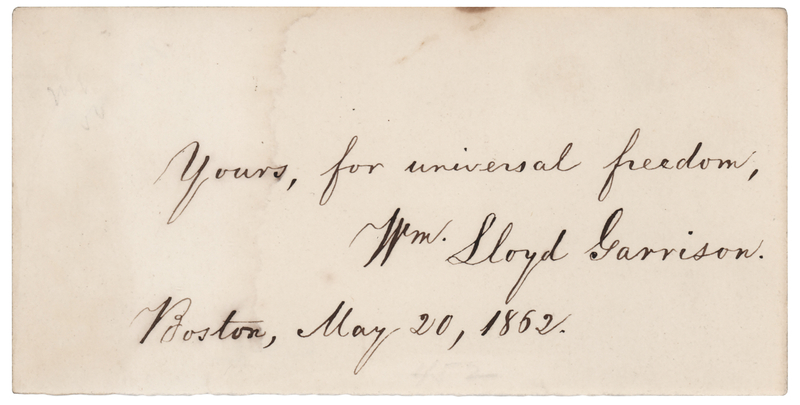 Yours, for universal freedom,
Wm. Lloyd Garrison.
Boston, May 20, 1862.